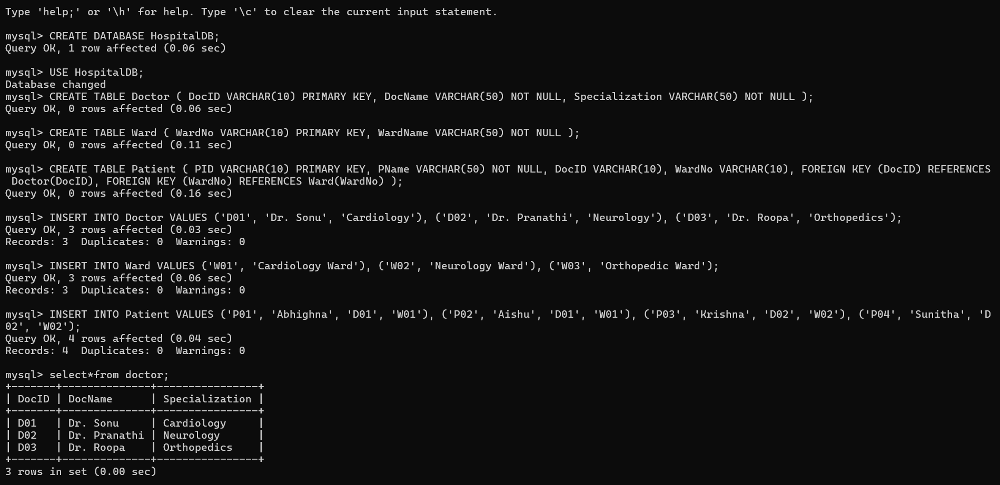 Type 'help;' or '\h' for help. Type '\c' to clear the current input statement.

mysql> CREATE DATABASE HospitalDB;
Query OK, 1 row affected (0.06 sec)

mysql> USE HospitalDB;
Database changed
mysql> CREATE TABLE Doctor ( DocID VARCHAR(10) PRIMARY KEY, DocName VARCHAR(50) NOT NULL, Specialization VARCHAR(50) NOT NULL );
Query OK, 0 rows affected (0.06 sec)

mysql> CREATE TABLE Ward ( WardNo VARCHAR(10) PRIMARY KEY, WardName VARCHAR(50) NOT NULL );
Query OK, 0 rows affected (0.11 sec)

mysql> CREATE TABLE Patient ( PID VARCHAR(10) PRIMARY KEY, PName VARCHAR(50) NOT NULL, DocID VARCHAR(10), WardNo VARCHAR(10), FOREIGN KEY (DocID) REFERENCES
 Doctor(DocID), FOREIGN KEY (WardNo) REFERENCES Ward(WardNo) );
Query OK, 0 rows affected (0.16 sec)

mysql> INSERT INTO Doctor VALUES ('D01', 'Dr. Sonu', 'Cardiology'), ('D02', 'Dr. Pranathi', 'Neurology'), ('D03', 'Dr. Roopa', 'Orthopedics');
Query OK, 3 rows affected (0.03 sec)
Records: 3  Duplicates: 0  Warnings: 0

mysql> INSERT INTO Ward VALUES ('W01', 'Cardiology Ward'), ('W02', 'Neurology Ward'), ('W03', 'Orthopedic Ward');
Query OK, 3 rows affected (0.06 sec)
Records: 3  Duplicates: 0  Warnings: 0

mysql> INSERT INTO Patient VALUES ('P01', 'Abhighna', 'D01', 'W01'), ('P02', 'Aishu', 'D01', 'W01'), ('P03', 'Krishna', 'D02', 'W02'), ('P04', 'Sunitha', 'D
02', 'W02');
Query OK, 4 rows affected (0.04 sec)
Records: 4  Duplicates: 0  Warnings: 0

mysql> select*from doctor;
+-------+--------------+----------------+
| DocID | DocName      | Specialization |
+-------+--------------+----------------+
| D01   | Dr. Sonu     | Cardiology     |
| D02   | Dr. Pranathi | Neurology      |
| D03   | Dr. Roopa    | Orthopedics    |
+-------+--------------+----------------+
3 rows in set (0.00 sec)